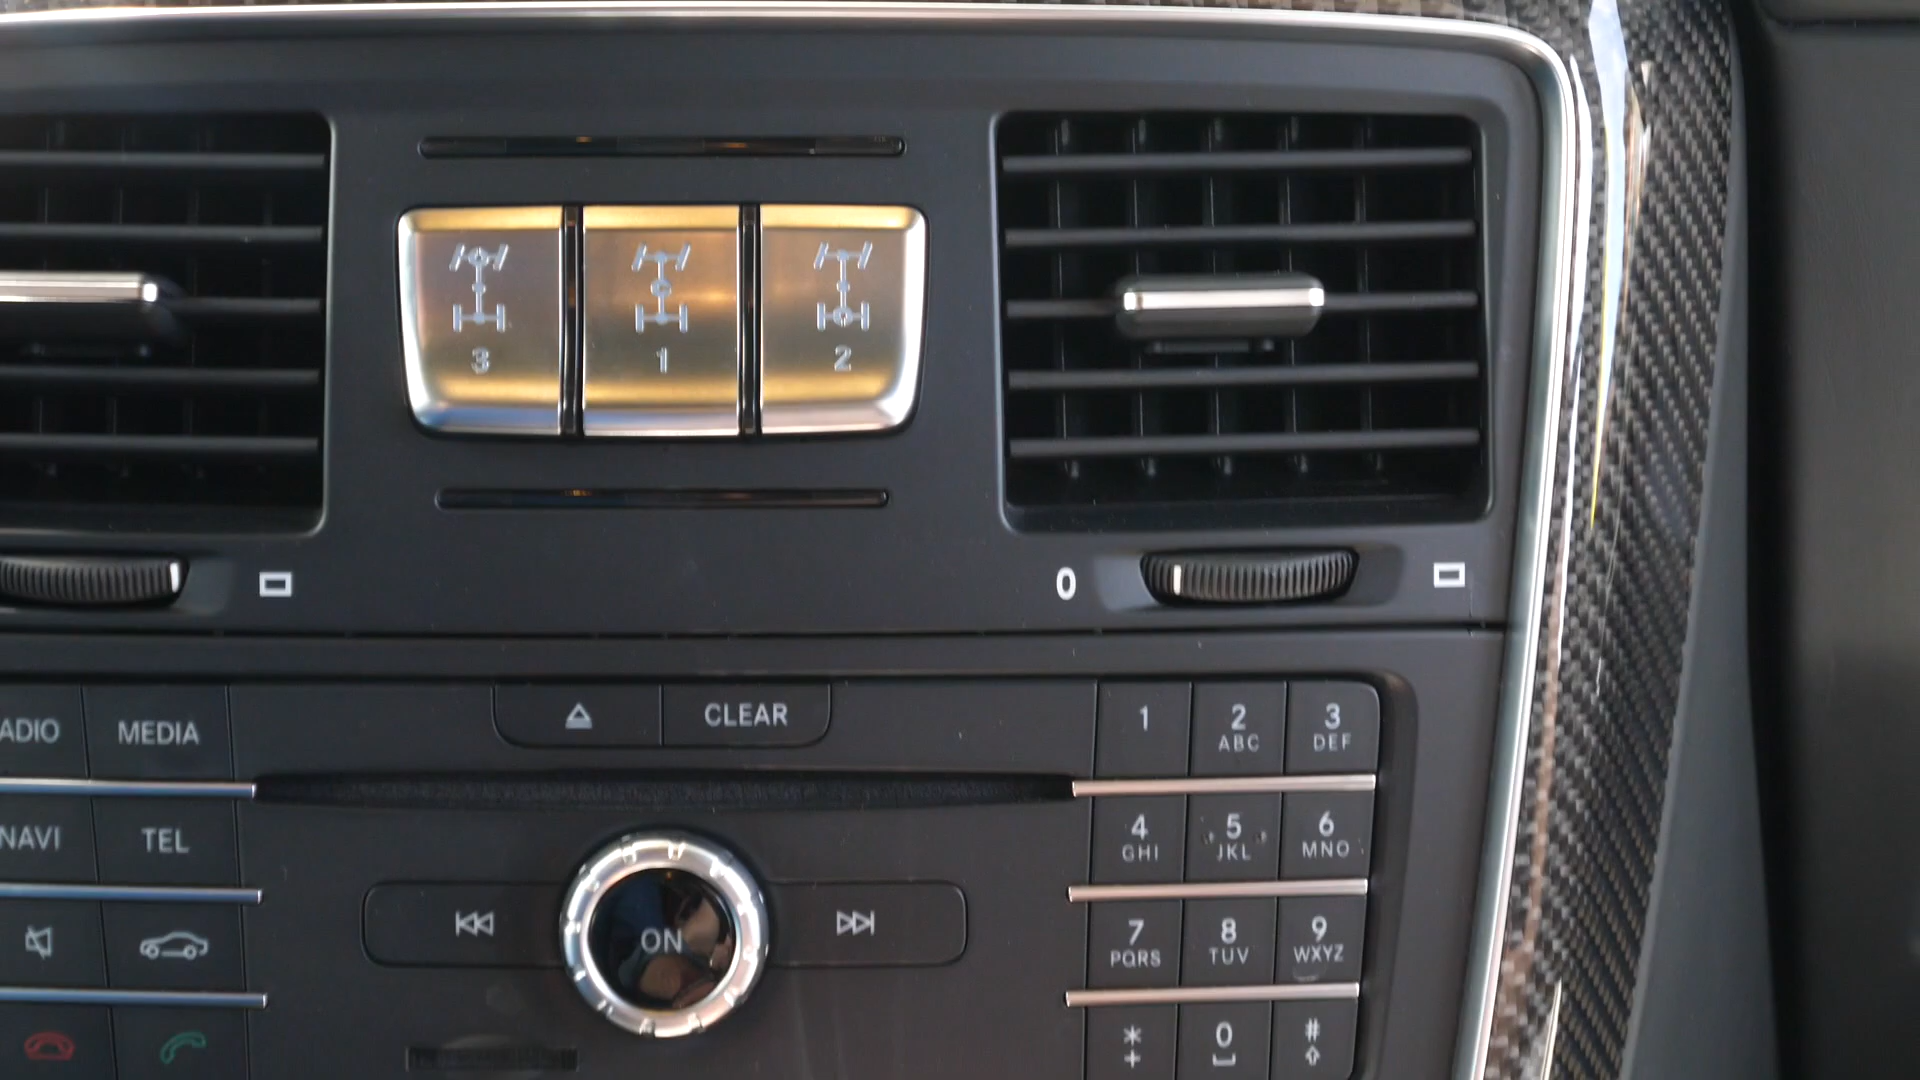 3 1 2
0
CLEAR
ADIO MEDIA
1 2 3
ABC DEF
NAVI TEL
4 5 6
GHI JKL MNO
ON
7 8 9
PQRS TUV WXYZ
* 0 #
+